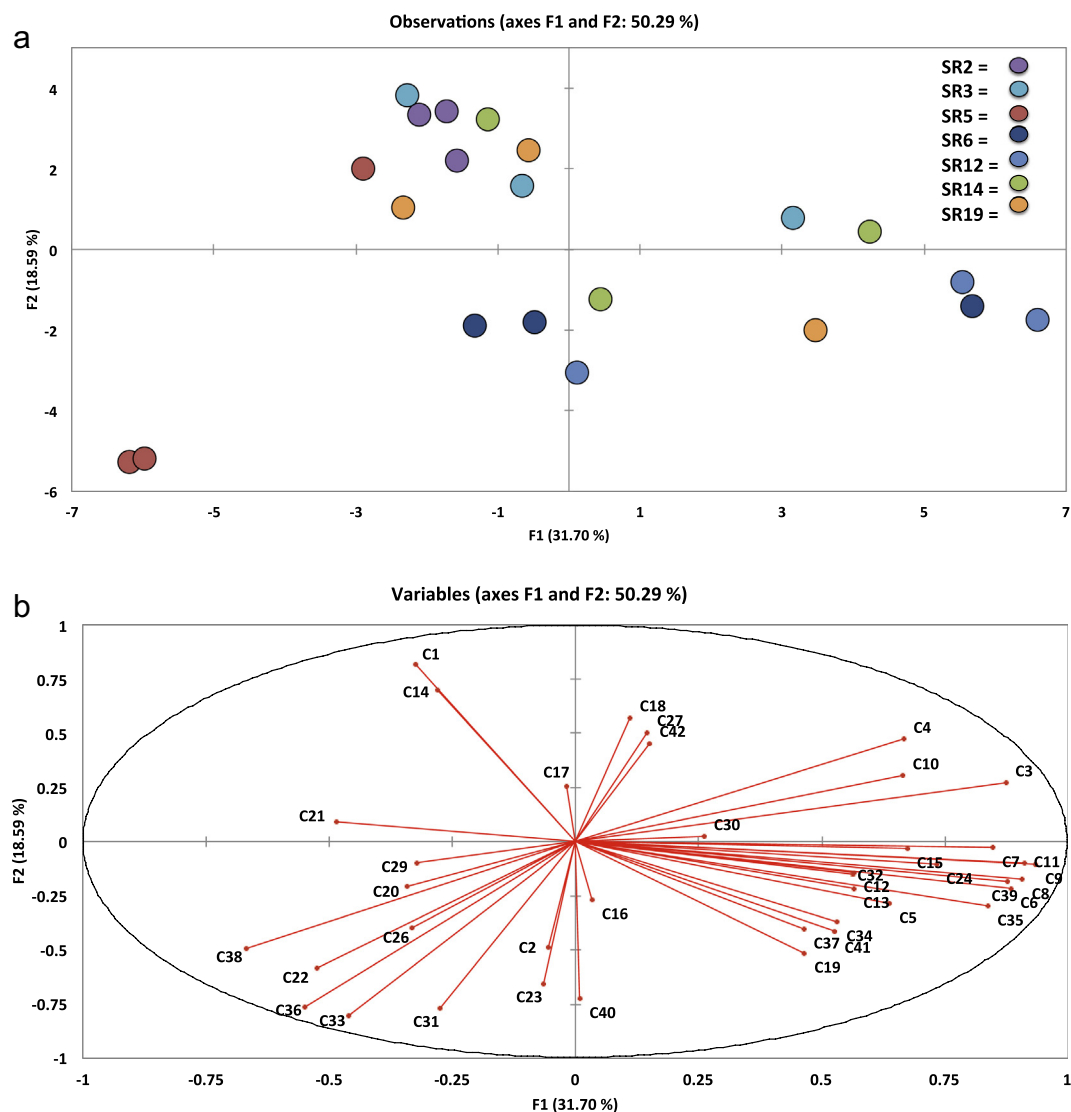 a
Observations (axes F1 and F2: 50.29 %)
SR2 =
SR3 =
SR5 =
SR6 =
SR12 =
SR14 =
SR19 =
4
2
0
-2
-4
-6
F2 (18.59 %)
-7
-5
-3
-1
1
3
5
7
F1 (31.70 %)
b
Variables (axes F1 and F2: 50.29 %)
1
0.75
0.5
0.25
0
-0.25
-0.5
-0.75
-1
F2 (18.59 %)
C1
C14
C18
C27
C42
C4
C10
C3
C17
C21
C30
C29
C20
C15
C7
C11
C32
C24
C9
C12
C39
C8
C13
C6
C5
C35
C16
C26
C34
C37
C41
C38
C2
C19
C22
C23
C36
C33
C31
C40
-1
-0.75
-0.5
-0.25
0
0.25
0.5
0.75
1
F1 (31.70 %)